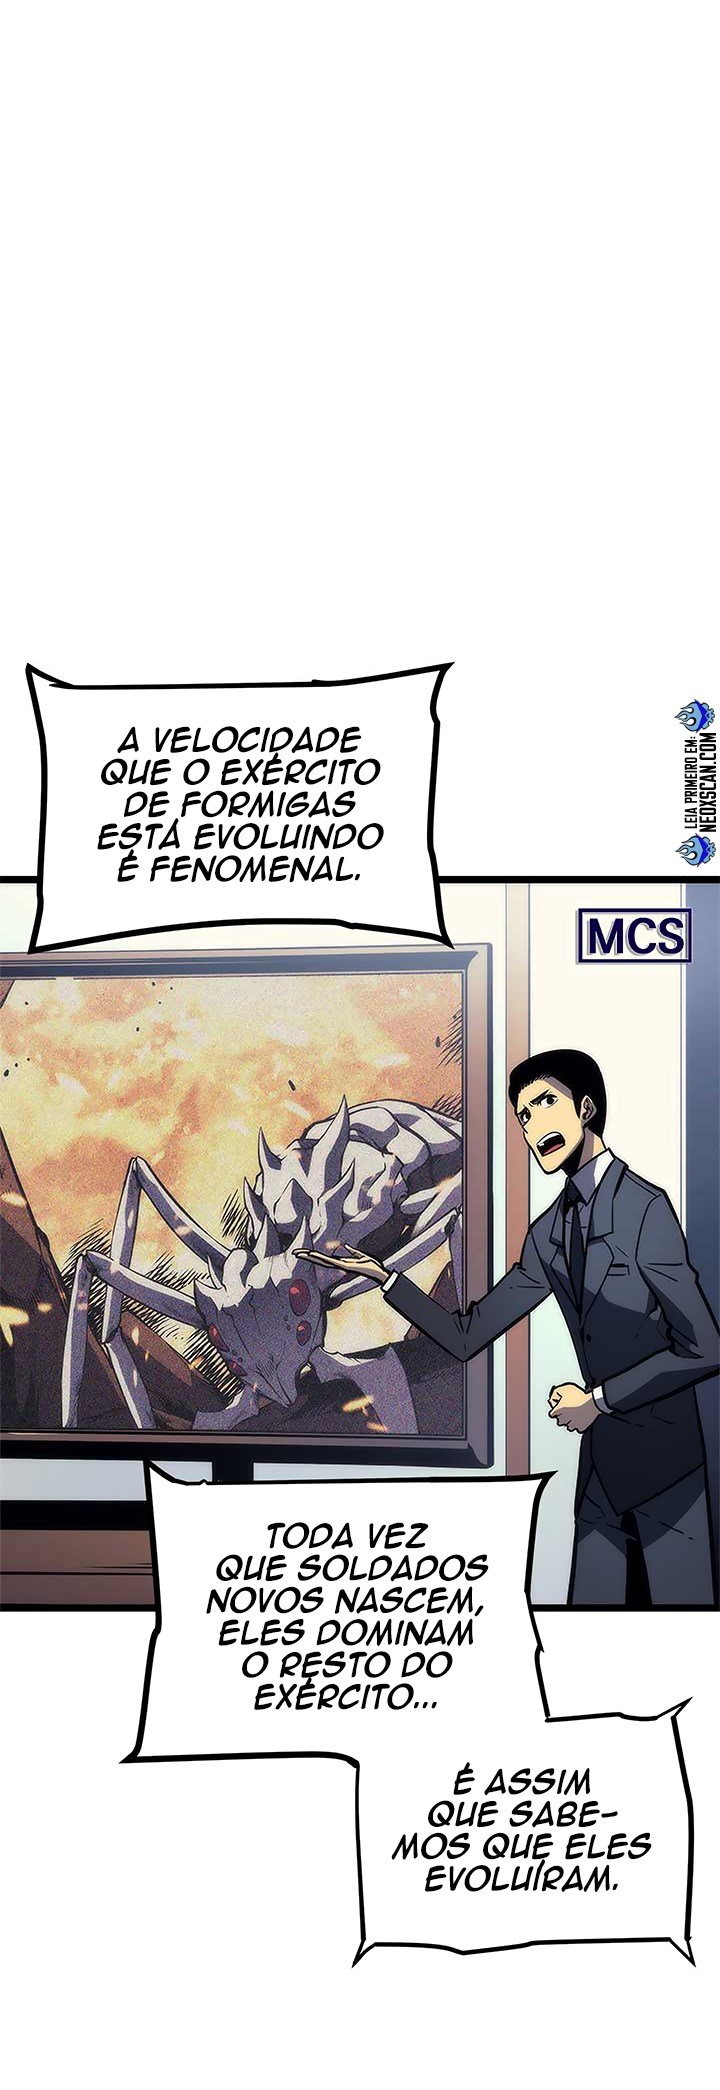 A VELOCIDADE
QUE O EXÉRCITO
DE FORMIGAS
ESTÁ EVOLUINDO
É FENOMENAL.
LEIA PRIMEIRO EM:
NEOXSCAN.COM
MCS
TODA VEZ
QUE SOLDADOS
NOVOS NASCEM,
ELES DOMINAM
O RESTO DO
EXÉRCITO...
É ASSIM
QUE SABE-
MOS QUE ELES
EVOLUÍRAM.